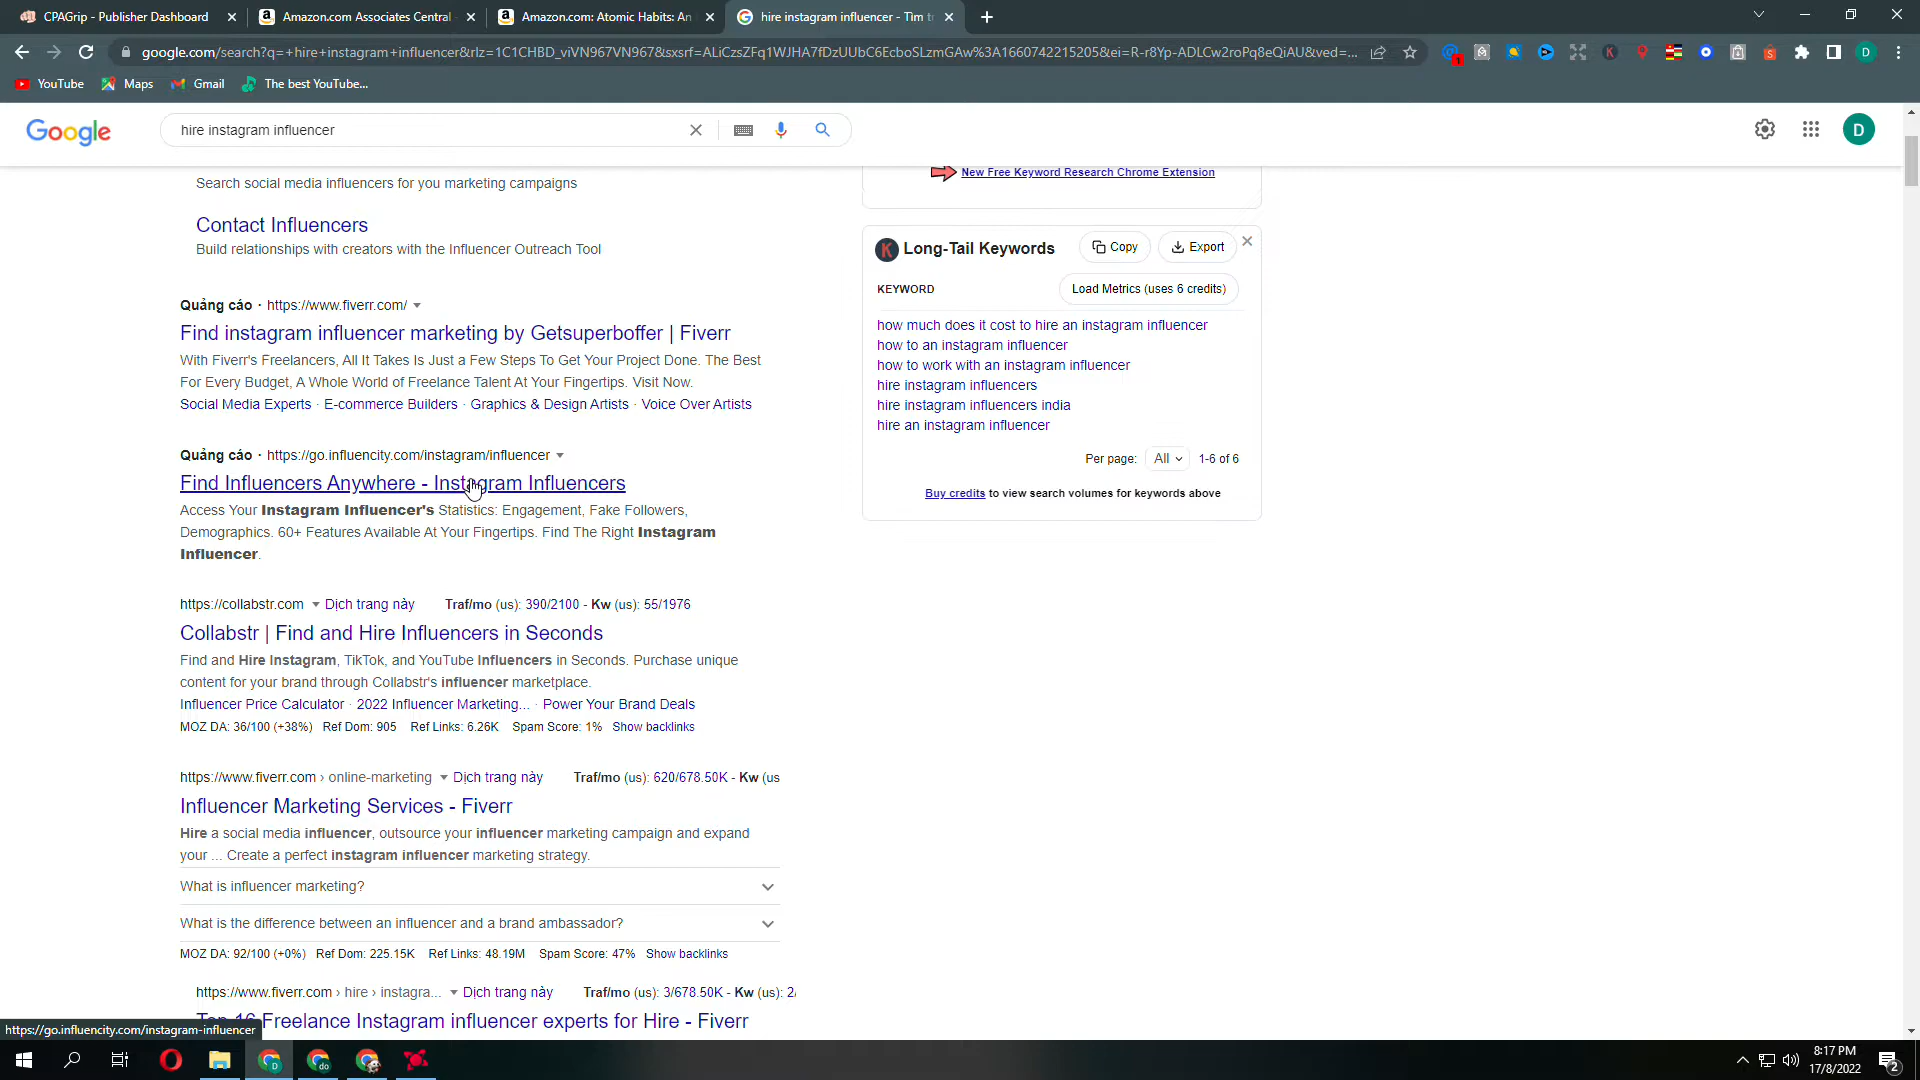 CPAGrip - Publisher Dashboard
Amazon.com Associates Central
Amazon.com: Atomic Habits: An
hire instagram influencer - Tim t
google.com/search?q=+hire+instagram+influencer&rlz=1C1CHBD_viVN967VN967&sxsrf=ALiCzsZFq1WJHA7fDzUUbC6EcboSLzmGAw%3A1660742215205&ei=R-r8Yp-ADLCw2roPq8eQiAU&ved=...
YouTube
Maps
Gmail
The best YouTube...
Google
hire instagram influencer
D
Search social media influencers for you marketing campaigns
Contact Influencers
Build relationships with creators with the Influencer Outreach Tool
Quảng cáo · https://www.fiverr.com/
Find instagram influencer marketing by Getsuperboffer | Fiverr
With Fiverr's Freelancers, All It Takes Is Just a Few Steps To Get Your Project Done. The Best
For Every Budget, A Whole World of Freelance Talent At Your Fingertips. Visit Now.
Social Media Experts · E-commerce Builders · Graphics & Design Artists · Voice Over Artists
Quảng cáo · https://go.influencity.com/instagram/influencer
Find Influencers Anywhere - Instagram Influencers
Access Your Instagram Influencer's Statistics: Engagement, Fake Followers,
Demographics. 60+ Features Available At Your Fingertips. Find The Right Instagram
Influencer.
https://collabstr.com Dịch trang này Traf/mo (us): 390/2100 - Kw (us): 55/1976
Collabstr | Find and Hire Influencers in Seconds
Find and Hire Instagram, TikTok, and YouTube Influencers in Seconds. Purchase unique
content for your brand through Collabstr's influencer marketplace.
Influencer Price Calculator · 2022 Influencer Marketing... · Power Your Brand Deals
MOZ DA: 36/100 (+38%) Ref Dom: 905 Ref Links: 6.26K Spam Score: 1% Show backlinks
https://www.fiverr.com › online-marketing Dịch trang này Traf/mo (us): 620/678.50K - Kw (us
Influencer Marketing Services - Fiverr
Hire a social media influencer, outsource your influencer marketing campaign and expand
your ... Create a perfect instagram influencer marketing strategy.
What is influencer marketing?
What is the difference between an influencer and a brand ambassador?
MOZ DA: 92/100 (+0%) Ref Dom: 225.15K Ref Links: 48.19M Spam Score: 47% Show backlinks
https://www.fiverr.com › hire › instagra... Dịch trang này Traf/mo (us): 3/678.50K - Kw (us): 2/
Top 16 Freelance Instagram influencer experts for Hire - Fiverr
https://go.influencity.com/instagram-influencer
New Free Keyword Research Chrome Extension
K Long-Tail Keywords Copy Export
KEYWORD Load Metrics (uses 6 credits)
how much does it cost to hire an instagram influencer
how to an instagram influencer
how to work with an instagram influencer
hire instagram influencers
hire instagram influencers india
hire an instagram influencer
Per page: All 1-6 of 6
Buy credits to view search volumes for keywords above
8:17 PM
17/8/2022
2